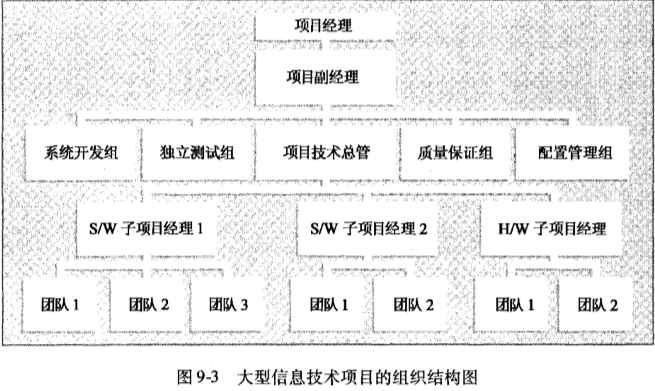 项目经理
项目副经理
系统开发组 独立测试组 项目技术总管 质量保证组 配置管理组
S/W 子项目经理 1 S/W 子项目经理 2 H/W 子项目经理
团队 1 团队 2 团队 3 团队 1 团队 2 团队 1 团队 2
图 9-3 大型信息技术项目的组织结构图